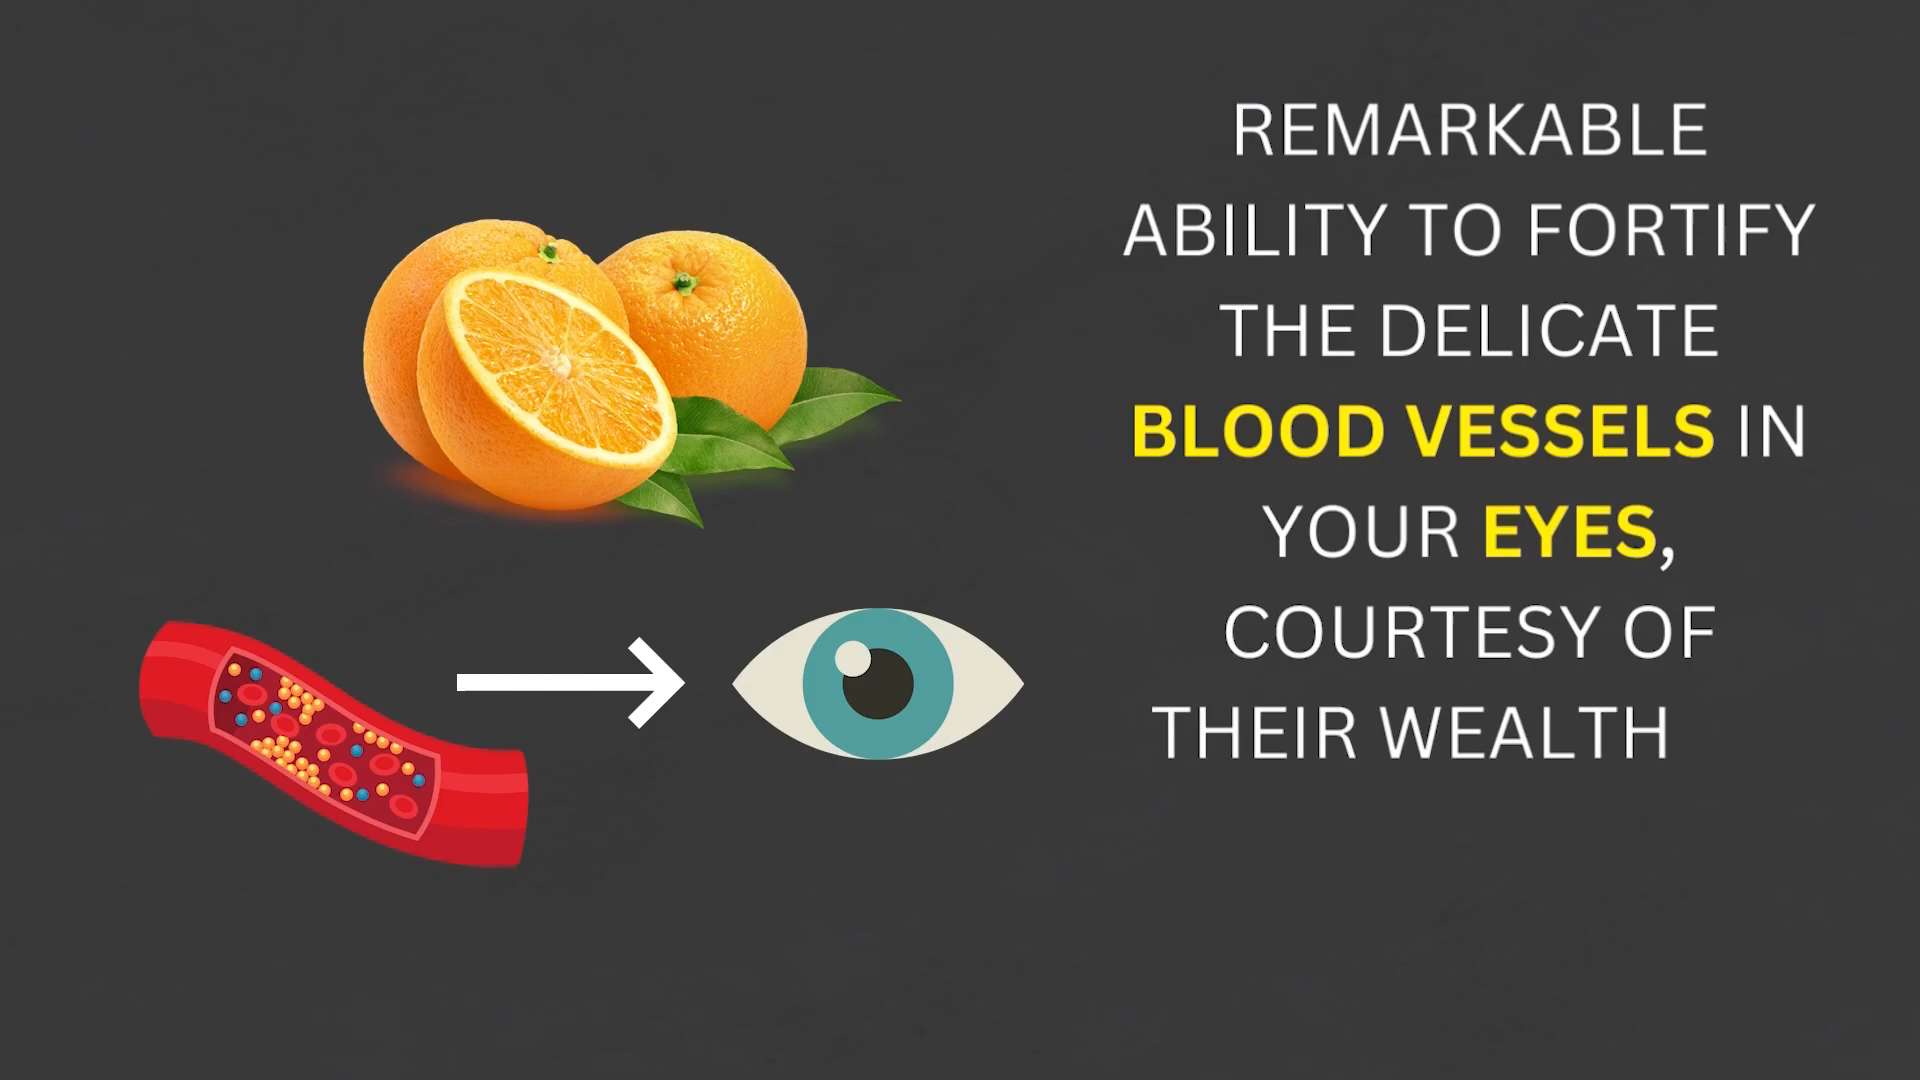 REMARKABLE
ABILITY TO FORTIFY
THE DELICATE
BLOOD VESSELS IN
YOUR EYES,
COURTESY OF
THEIR WEALTH